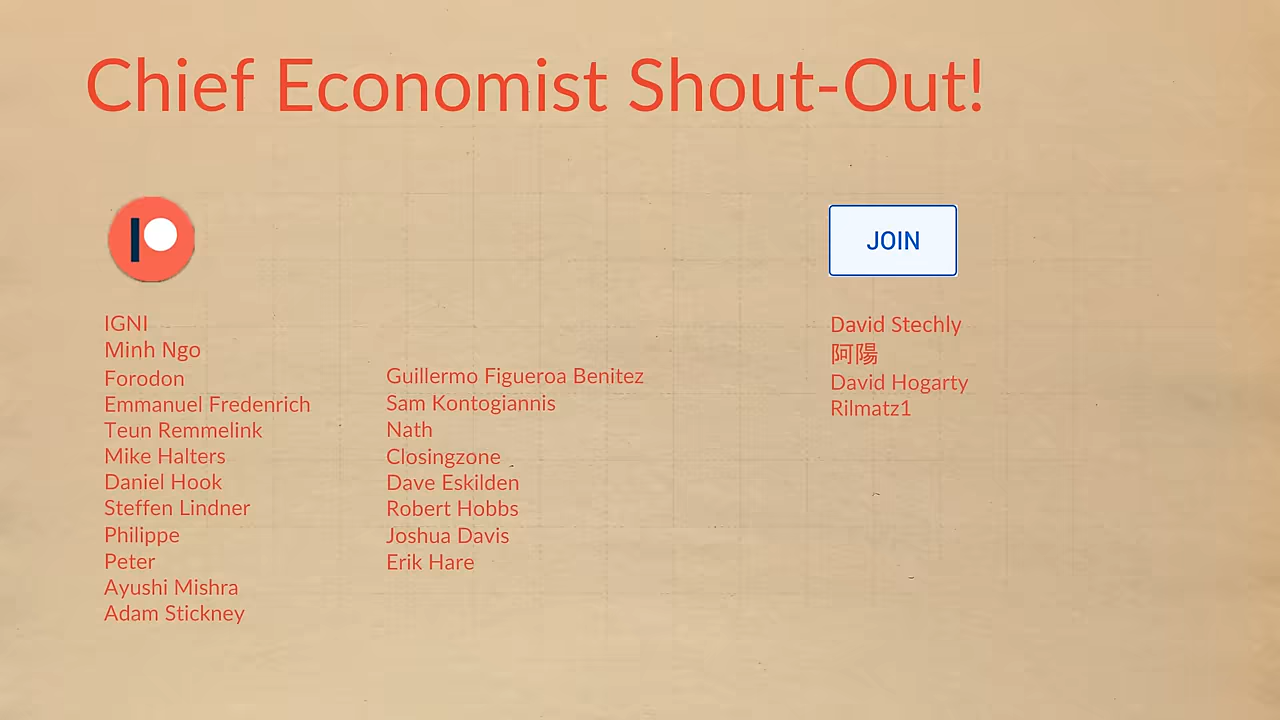 Chief Economist Shout-Out!
IGNI
Minh Ngo
Forodon
Emmanuel Fredenrich
Teun Remmelink
Mike Halters
Daniel Hook
Steffen Lindner
Philippe
Peter
Ayushi Mishra
Adam Stickney
Guillermo Figueroa Benitez
Sam Kontogiannis
Nath
Closingzone
Dave Eskilden
Robert Hobbs
Joshua Davis
Erik Hare
JOIN
David Stechly
阿陽
David Hogarty
Rilmatz1